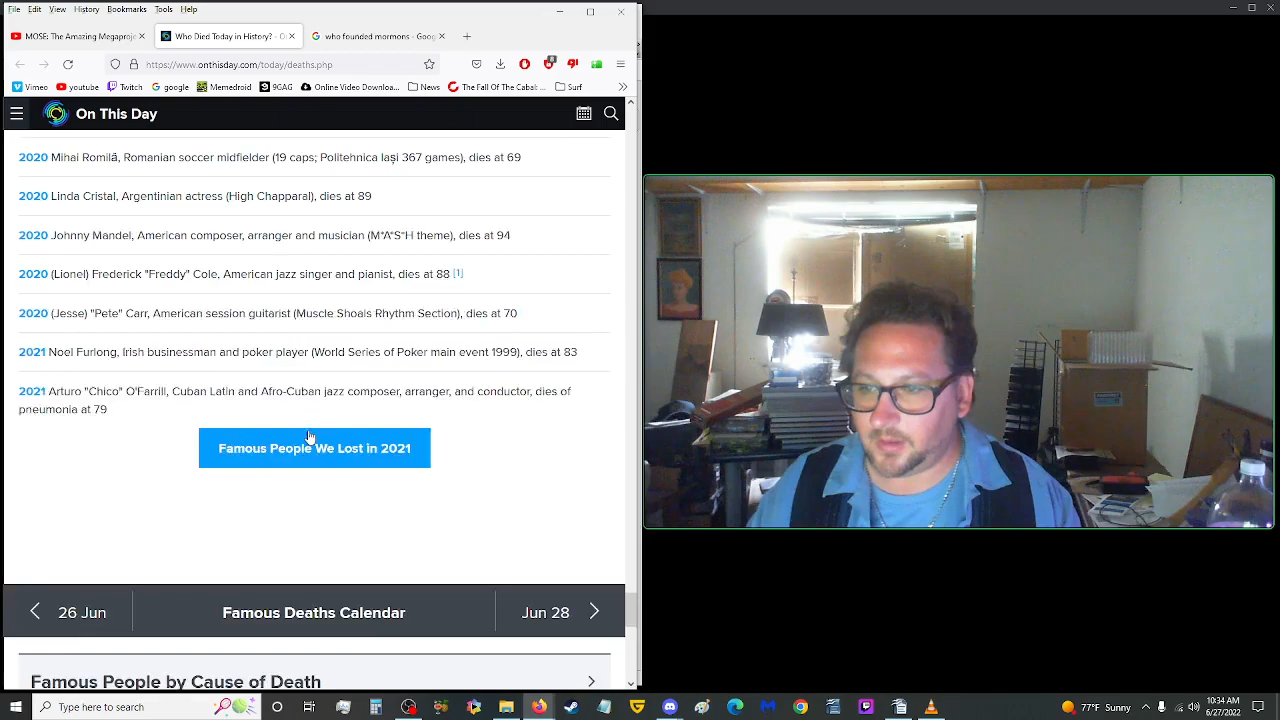 File Edit View History Bookmarks Tools Help
MOSE: The Amazing Megaproje
Who Died Today in History? - O
who founded mormons - Goog
https://www.onthisday.com/today/deaths.php
Vimeo youtube Twitch google Memedroid 9GAG Online Video Downloa... News The Fall Of The Cabal: ... Surf
On This Day
2020 Mihai Romilă, Romanian soccer midfielder (19 caps; Politehnica Iași 367 games), dies at 69
2020 Linda Cristal, Argentinian actress (High Chapparal), dies at 89
2020 Johnny Mandel, American composer, arranger and musician (M*A*S*H theme), dies at 94
2020 (Lionel) Frederick "Freddy" Cole, American jazz singer and pianist, dies at 88 [1]
2020 (Jesse) "Pete" Carr, American session guitarist (Muscle Shoals Rhythm Section), dies at 70
2021 Noel Furlong, Irish businessman and poker player (World Series of Poker main event 1999), dies at 83
2021 Arturo "Chico" O'Farrill, Cuban Latin and Afro-Cuban jazz composer, arranger, and conductor, dies of
pneumonia at 79
Famous People We Lost in 2021
26 Jun
Famous Deaths Calendar
Jun 28
Famous People by Cause of Death
Type here to search
77°F Sunny
10:34 AM
6/27/2022